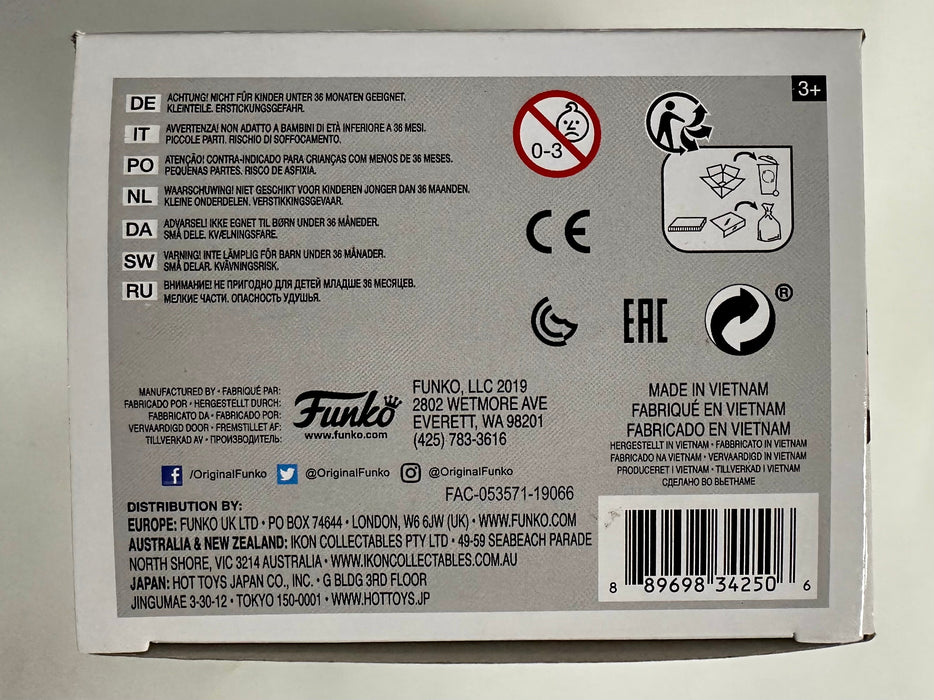 3+
DE ACHTUNG! NICHT FÜR KINDER UNTER 36 MONATEN GEEIGNET.
KLEINTEILE. ERSTICKUNGSGEFAHR.
IT AVVERTENZA! NON ADATTO A BAMBINI DI ETÀ INFERIORE A 36 MESI.
PICCOLE PARTI. RISCHIO DI SOFFOCAMENTO.
PO ATENÇÃO! CONTRA-INDICADO PARA CRIANÇAS COM MENOS DE 36 MESES.
PEQUENAS PARTES. RISCO DE ASFIXIA.
NL WAARSCHUWING! NIET GESCHIKT VOOR KINDEREN JONGER DAN 36 MAANDEN.
KLEINE ONDERDELEN. VERSTIKKINGSGEVAAR.
DA ADVARSEL! IKKE EGNET TIL BØRN UNDER 36 MÅNEDER.
SMÅ DELE. KVÆLNINGSFARE.
SW VARNING! INTE LÄMPLIG FÖR BARN UNDER 36 MÅNADER.
SMÅ DELAR. KVÄVNINGSRISK.
RU ВНИМАНИЕ! НЕ ПРИГОДНО ДЛЯ ДЕТЕЙ МЛАДШЕ 36 МЕСЯЦЕВ.
МЕЛКИЕ ЧАСТИ. ОПАСНОСТЬ УДУШЬЯ.
0-3
CE
EAC
®
MANUFACTURED BY • FABRIQUÉ PAR:
FABRICADO POR • HERGESTELLT DURCH:
FABBRICATO DA • FABRICADO POR:
VERVAARDIGD DOOR • FREMSTILLET AF:
TILLVERKAD AV • ПРОИЗВОДИТЕЛЬ:
Funko
www.funko.com
FUNKO, LLC 2019
2802 WETMORE AVE
EVERETT, WA 98201
(425) 783-3616
MADE IN VIETNAM
FABRIQUÉ EN VIETNAM
FABRICADO EN VIETNAM
HERGESTELLT IN VIETNAM • FABBRICATO IN VIETNAM
FABRICADO NA VIETNAM • VERVAARDIGD IN VIETNAM
PRODUCERET I VIETNAM • TILLVERKAD I VIETNAM
СДЕЛАНО ВО ВЬЕТНАМЕ
f /OriginalFunko @OriginalFunko @OriginalFunko
FAC-053571-19066
DISTRIBUTION BY:
EUROPE: FUNKO UK LTD • PO BOX 74644 • LONDON, W6 6JW (UK) • WWW.FUNKO.COM
AUSTRALIA & NEW ZEALAND: IKON COLLECTABLES PTY LTD • 49-59 SEABEACH PARADE
NORTH SHORE, VIC 3214 AUSTRALIA • WWW.IKONCOLLECTABLES.COM.AU
JAPAN: HOT TOYS JAPAN CO., INC. • G BLDG 3RD FLOOR
JINGUMAE 3-30-12 • TOKYO 150-0001 • WWW.HOTTOYS.JP
8 89698 34250 6